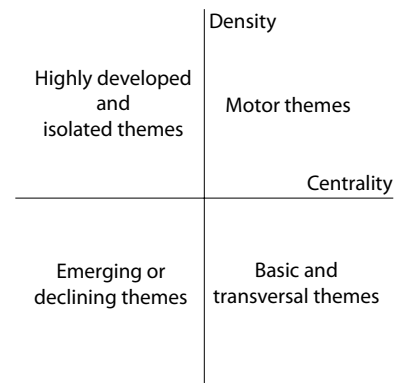 Density
Highly developed
and
isolated themes
Motor themes
Centrality
Emerging or
declining themes
Basic and
transversal themes